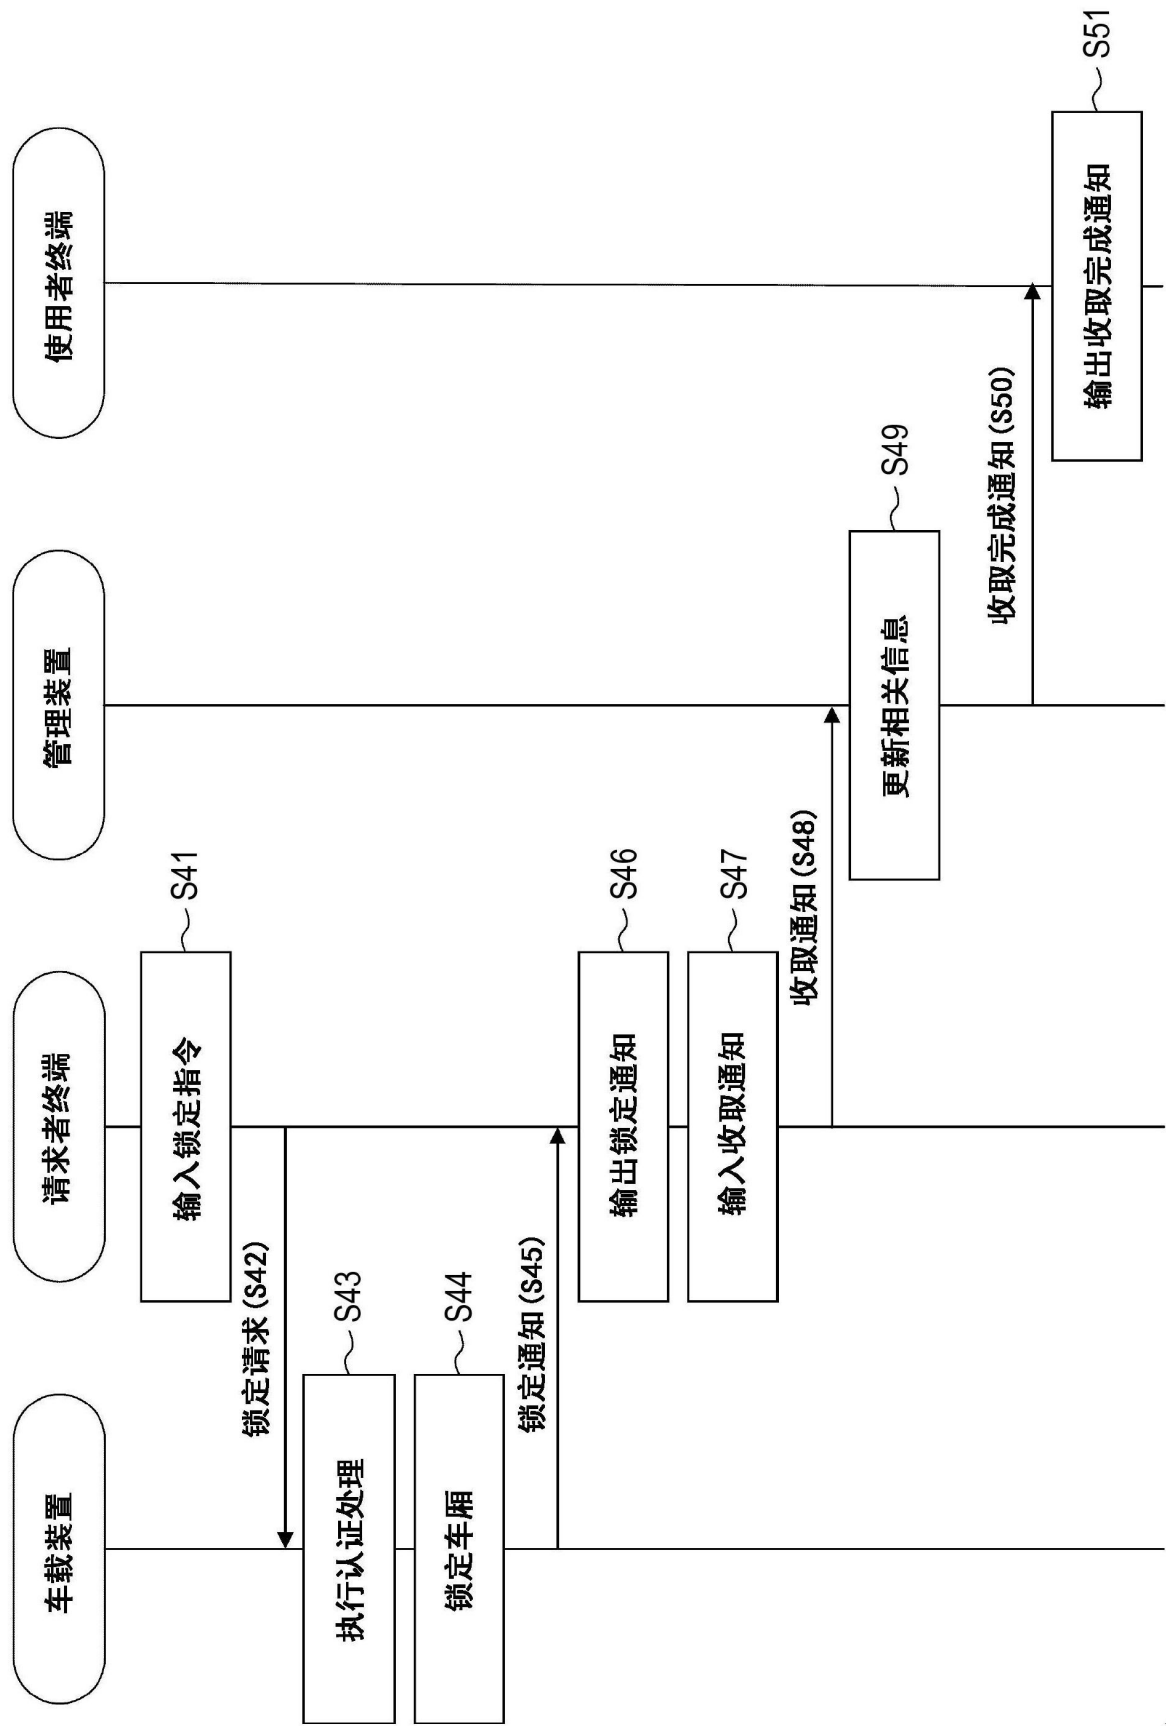 车载装置
请求者终端
管理装置
使用者终端
输入锁定指令
S41
锁定请求(S42)
执行认证处理
S43
锁定车厢
S44
锁定通知(S45)
输出锁定通知
S46
输入收取通知
S47
收取通知(S48)
更新相关信息
S49
收取完成通知(S50)
输出收取完成通知
S51